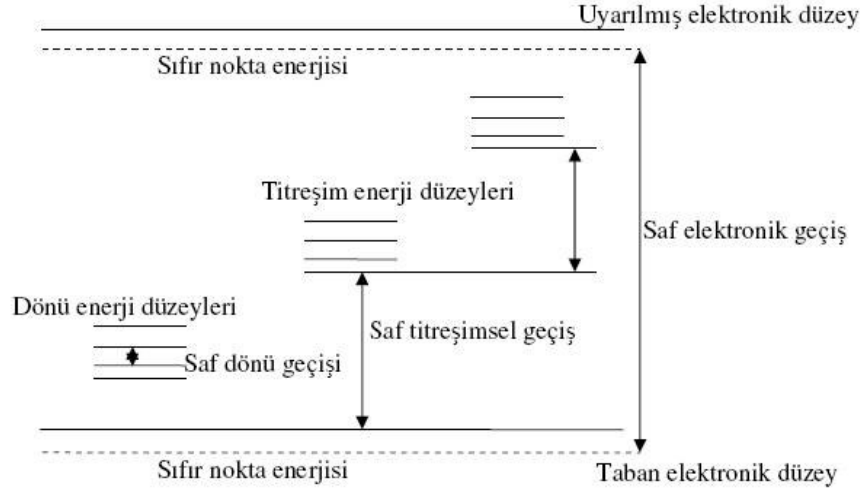 Uyarılmış elektronik düzey
Sıfır nokta enerjisi
Titreşim enerji düzeyleri
Saf elektronik geçiş
Dönü enerji düzeyleri
Saf titreşimsel geçiş
Saf dönü geçişi
Sıfır nokta enerjisi
Taban elektronik düzey